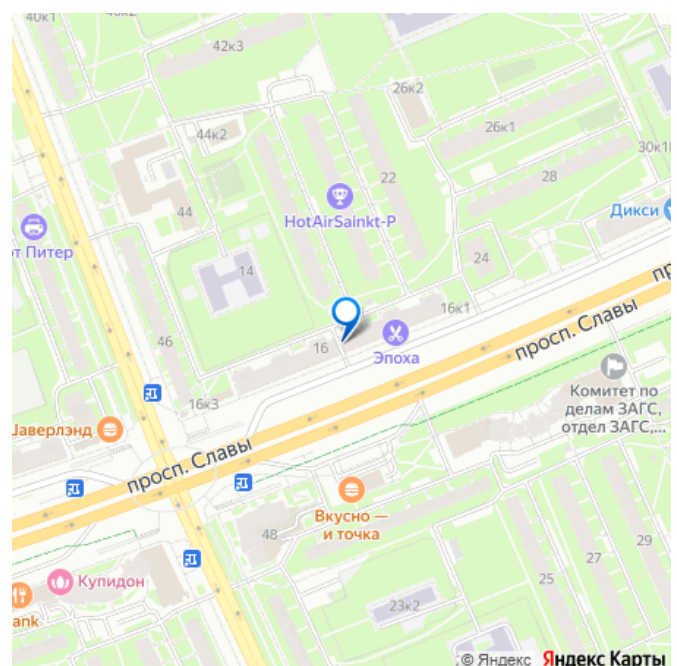 40к1
42к3
26к2
44к2
26к1
30к1
22
28
HotAirSainkt-P
Дикси
44
от Питер
24
14
16к1
46
16
Эпоха
просп. Славы
16к3
Комитет по
делам ЗАГС,
отдел ЗАГС,...
Шаверлэнд
просп. Славы
Вкусно —
и точка
48
29
27
25
Купидон
23к2
ank
© Яндекс Яндекс Карты